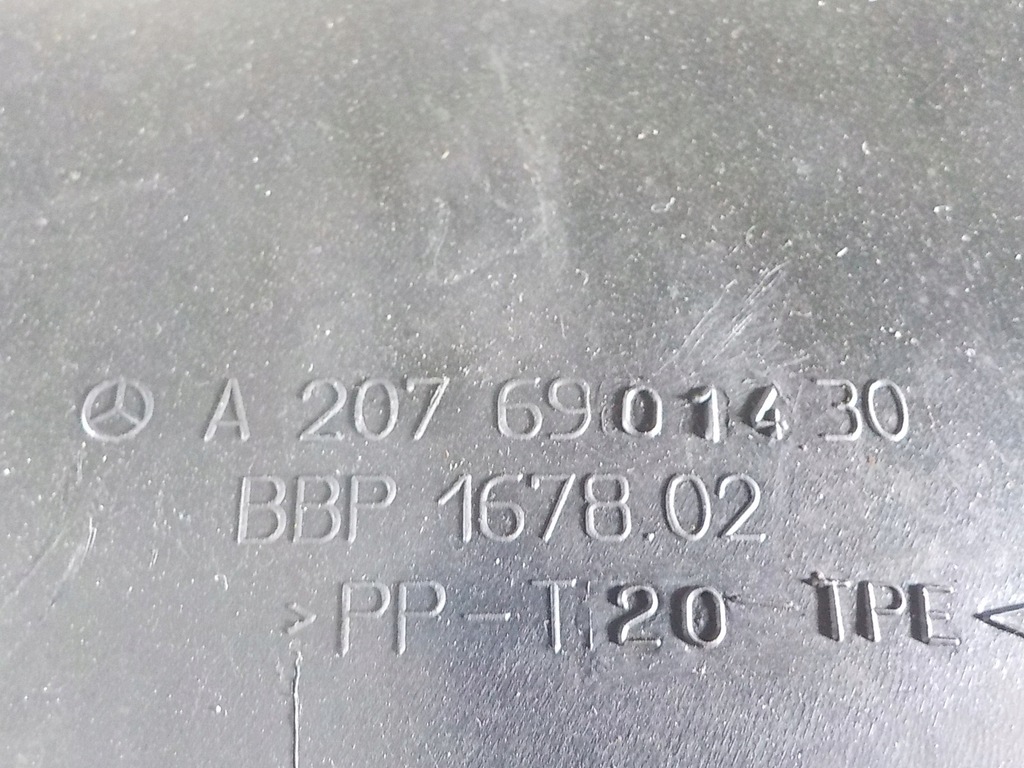 A 207 690 14 30
BBP 1678.02
>PP-T20 TPE<